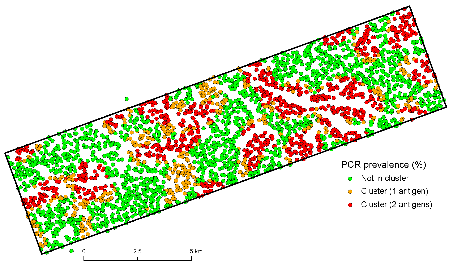 PCR prevalence (%)
Not in cluster
Cluster (1 antigen)
Cluster (2 antigens)
0 2.5 5 km